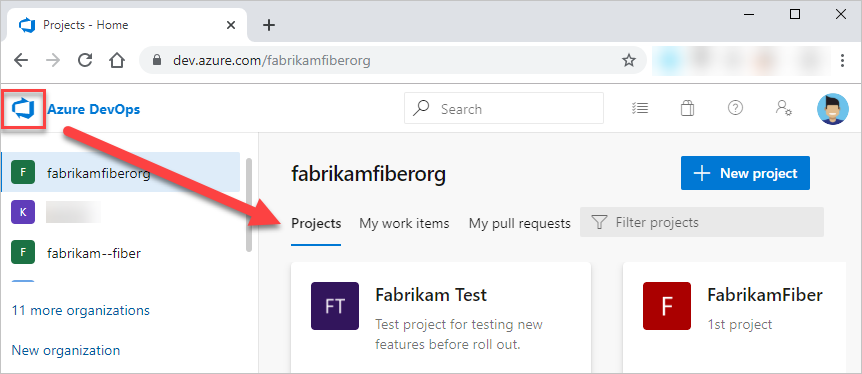 Projects - Home
dev.azure.com/fabrikamfiberorg
Azure DevOps
Search
F fabrikamfiberorg
K
F fabrikam--fiber
11 more organizations
New organization
fabrikamfiberorg
New project
Projects My work items My pull requests Filter projects
FT Fabrikam Test
Test project for testing new
features before roll out.
F FabrikamFiber
1st project